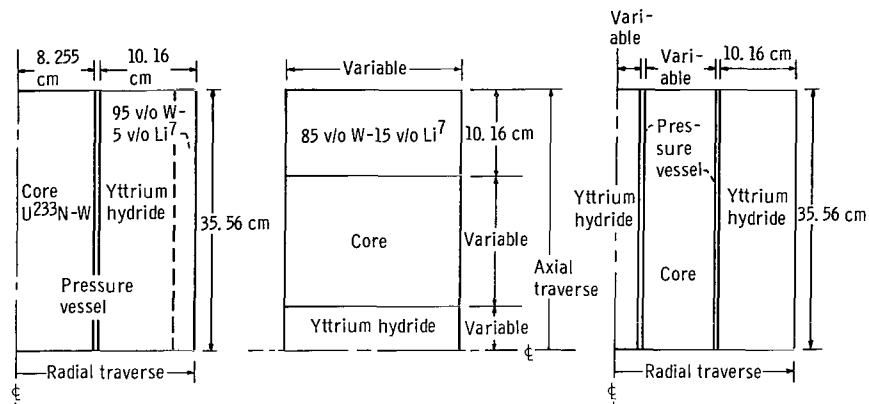 8.255
cm
10.16
cm
95 v/o W-
5 v/o Li7
Core
U233N-W
Yttrium
hydride
35.56 cm
Pressure
vessel
Radial traverse
℄
Variable
85 v/o W-15 v/o Li7
10.16 cm
Core
Variable
Axial
traverse
Yttrium hydride
Variable
℄
Vari-
able
Vari-
able
10.16 cm
Pres-
sure
vessel
Yttrium
hydride
Yttrium
hydride
35.56 cm
Core
Radial traverse
℄